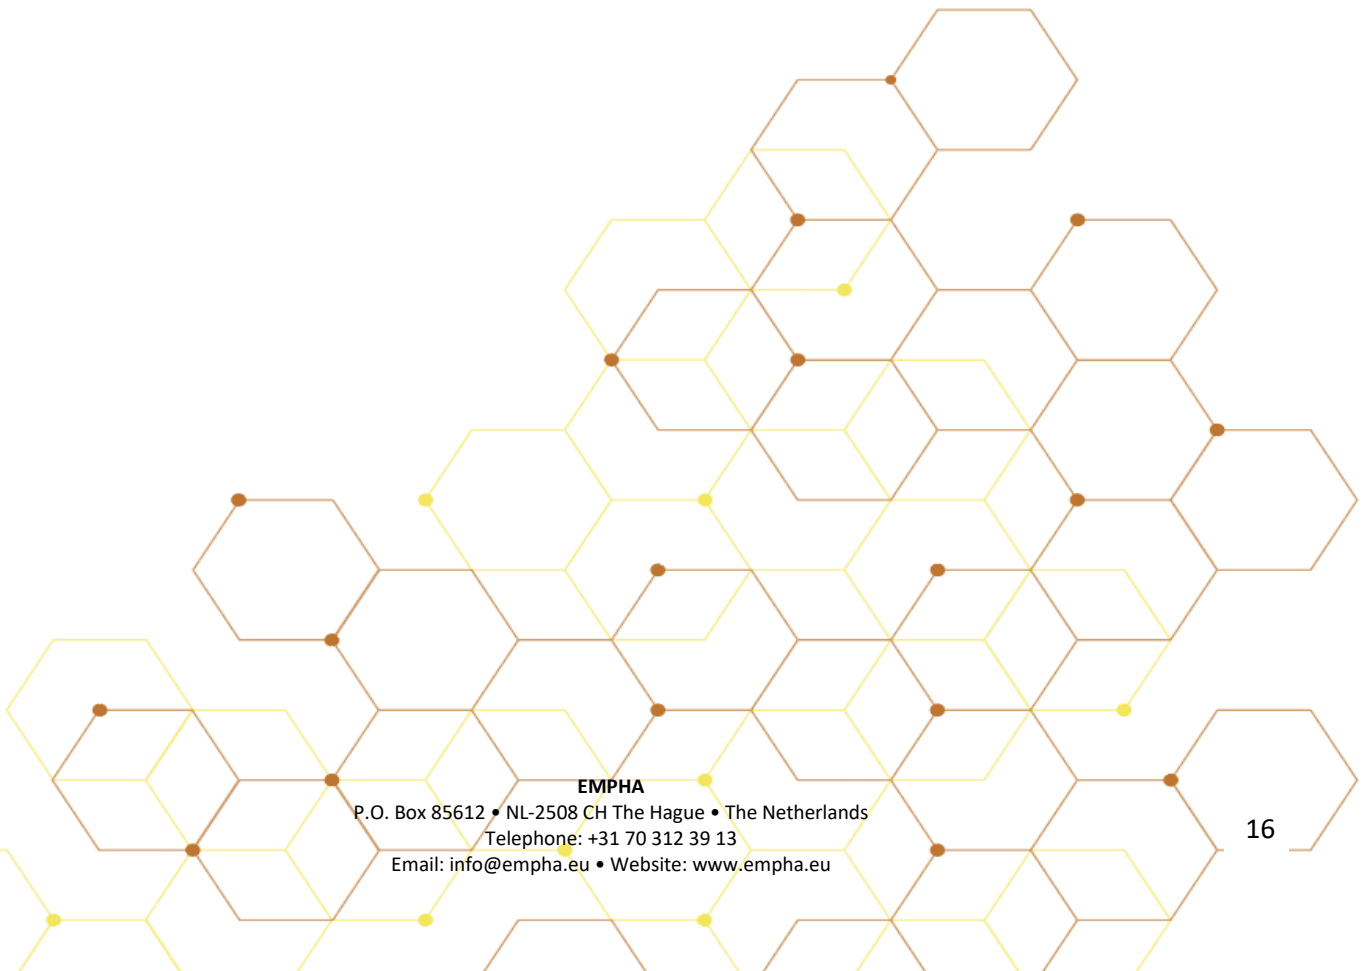 EMPHA
P.O. Box 85612 • NL-2508 CH The Hague • The Netherlands
Telephone: +31 70 312 39 13
Email: info@empha.eu • Website: www.empha.eu
16